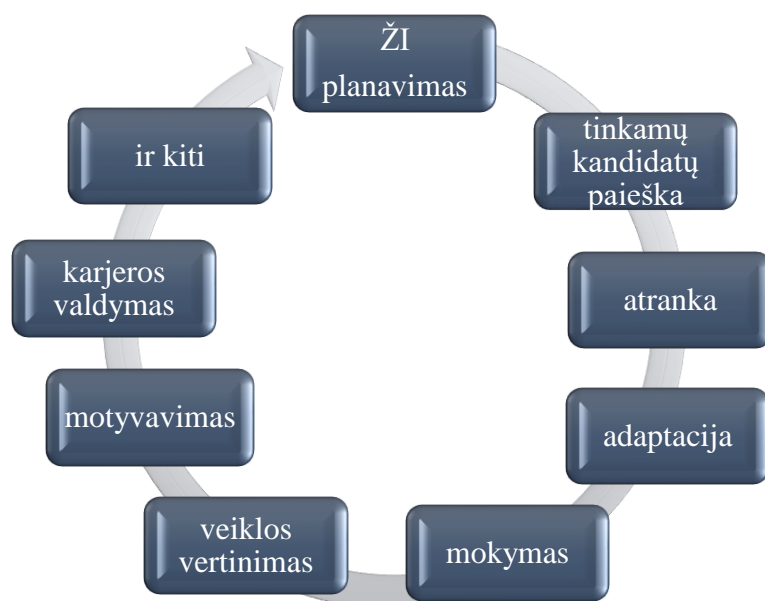 ŽI
planavimas
tinkamų
kandidatų
paieška
atranka
adaptacija
mokymas
veiklos
vertinimas
motyvavimas
karjeros
valdymas
ir kiti